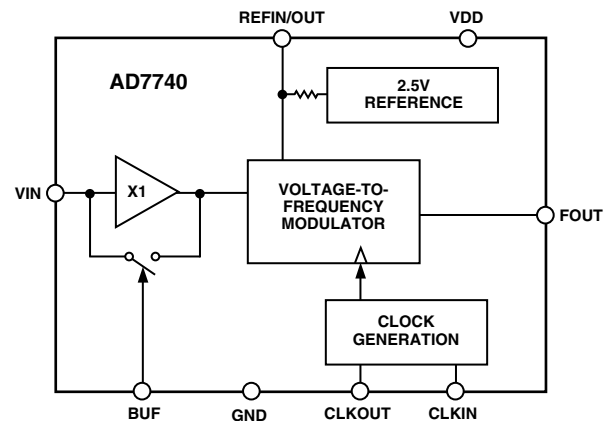 REFIN/OUT
VDD
AD7740
2.5V
REFERENCE
X1
VIN
VOLTAGE-TO-
FREQUENCY
MODULATOR
FOUT
CLOCK
GENERATION
BUF
GND
CLKOUT
CLKIN